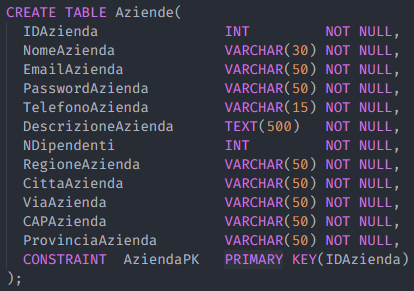 CREATE TABLE Aziende(
IDAzienda INT NOT NULL,
NomeAzienda VARCHAR(30) NOT NULL,
EmailAzienda VARCHAR(50) NOT NULL,
PasswordAzienda VARCHAR(50) NOT NULL,
TelefonoAzienda VARCHAR(15) NOT NULL,
DescrizioneAzienda TEXT(500) NOT NULL,
NDipendenti INT NOT NULL,
RegioneAzienda VARCHAR(50) NOT NULL,
CittaAzienda VARCHAR(50) NOT NULL,
ViaAzienda VARCHAR(50) NOT NULL,
CAPAzienda VARCHAR(50) NOT NULL,
ProvinciaAzienda VARCHAR(50) NOT NULL,
CONSTRAINT AziendaPK PRIMARY KEY(IDAzienda)
);